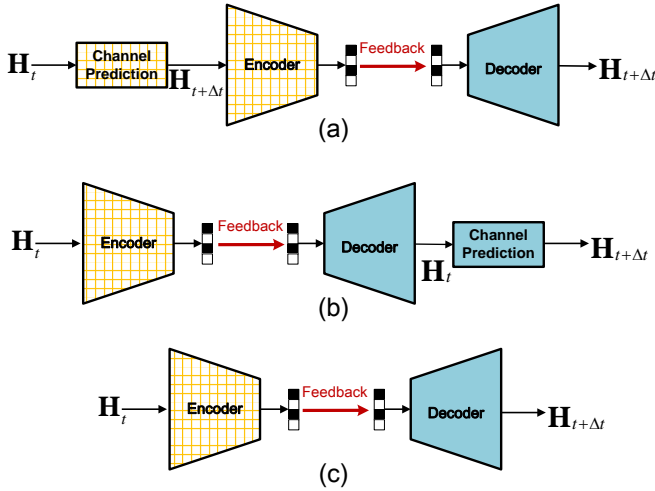 H_t
Channel
Prediction
H_{t+Δt}
Encoder
Feedback
Decoder
H_{t+Δt}
(a)
H_t
Encoder
Feedback
Decoder
H_t
Channel
Prediction
H_{t+Δt}
(b)
H_t
Encoder
Feedback
Decoder
H_{t+Δt}
(c)